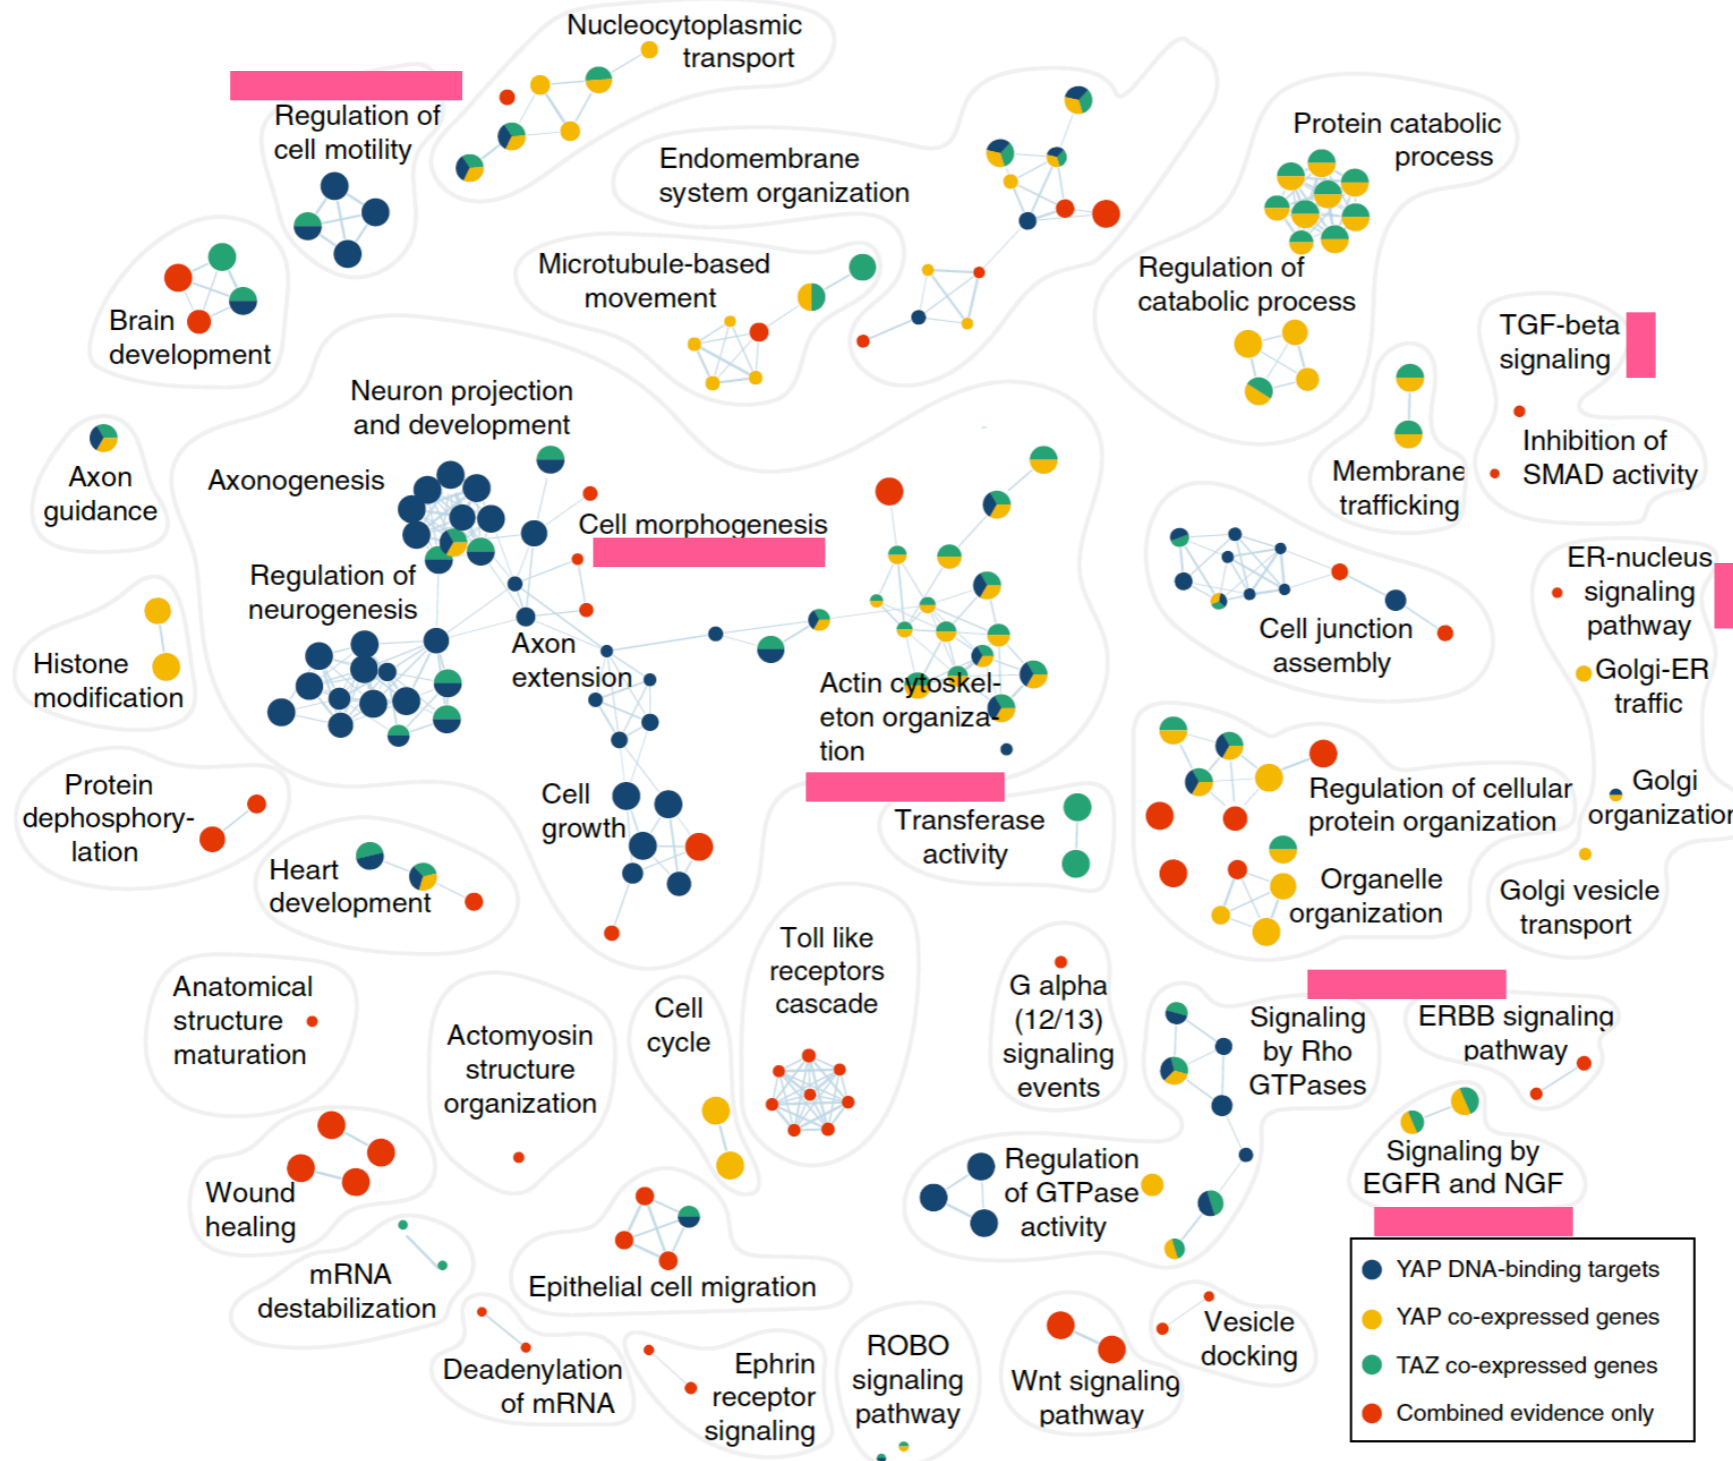 Nucleocytoplasmic
transport
Regulation of
cell motility
Endomembrane
system organization
Protein catabolic
process
Microtubule-based
movement
Regulation of
catabolic process
Brain
development
TGF-beta
signaling
Inhibition of
SMAD activity
Neuron projection
and development
Axonogenesis
Axon
guidance
Membrane
trafficking
Cell morphogenesis
Regulation of
neurogenesis
ER-nucleus
signaling
pathway
Axon
extension
Cell junction
assembly
Histone
modification
Golgi-ER
traffic
Actin cytoskel-
eton organiza-
tion
Protein
dephosphory-
lation
Cell
growth
Transferase
activity
Regulation of cellular
protein organization
Golgi
organization
Heart
development
Organelle
organization
Golgi vesicle
transport
Toll like
receptors
cascade
Anatomical
structure
maturation
Actomyosin
structure
organization
Cell
cycle
G alpha
(12/13)
signaling
events
Signaling
by Rho
GTPases
ERBB signaling
pathway
Wound
healing
Regulation
of GTPase
activity
Signaling by
EGFR and NGF
mRNA
destabilization
Epithelial cell migration
Deadenylation
of mRNA
Ephrin
receptor
signaling
ROBO
signaling
pathway
Wnt signaling
pathway
Vesicle
docking
YAP DNA-binding targets
YAP co-expressed genes
TAZ co-expressed genes
Combined evidence only